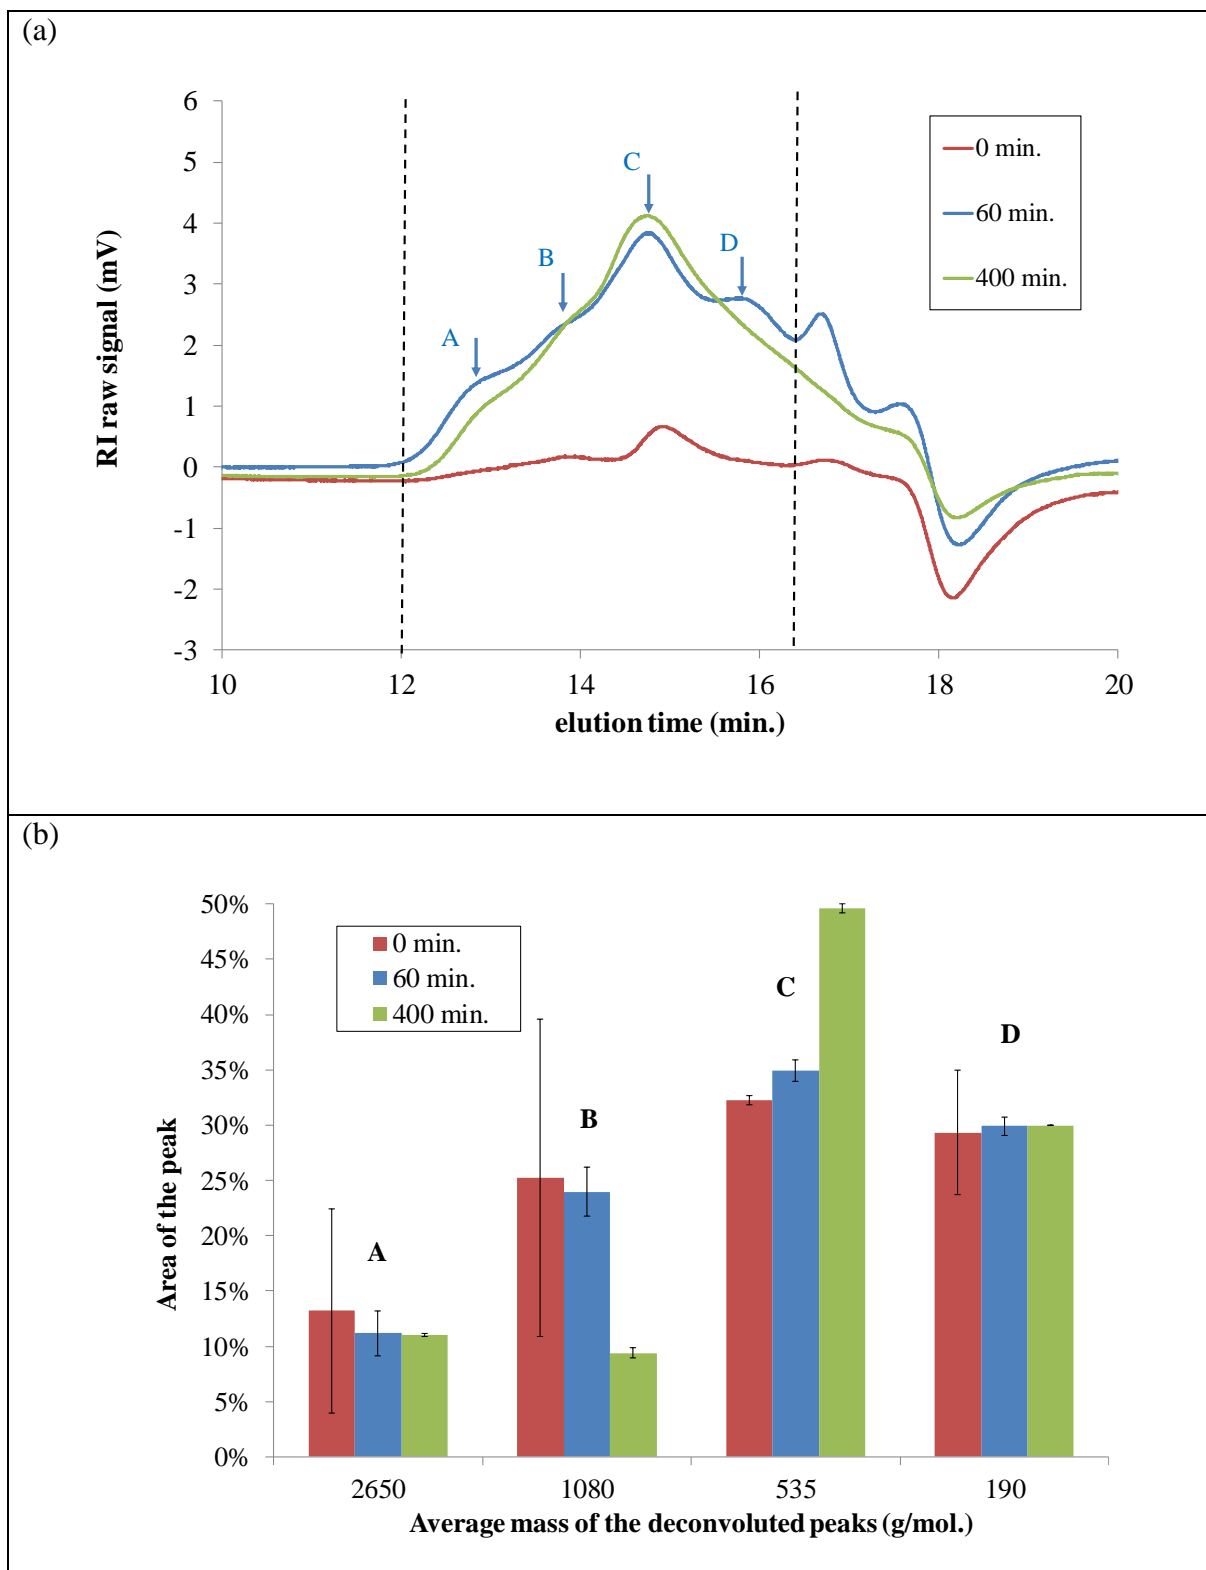 (a)
6
5
4
3
2
1
0
-1
-2
-3
RI raw signal (mV)
A
B
C
D
0 min.
60 min.
400 min.
10 12 14 16 18 20
elution time (min.)
(b)
50%
45%
40%
35%
30%
25%
20%
15%
10%
5%
0%
Area of the peak
0 min.
60 min.
400 min.
A
B
C
D
2650 1080 535 190
Average mass of the deconvoluted peaks (g/mol.)